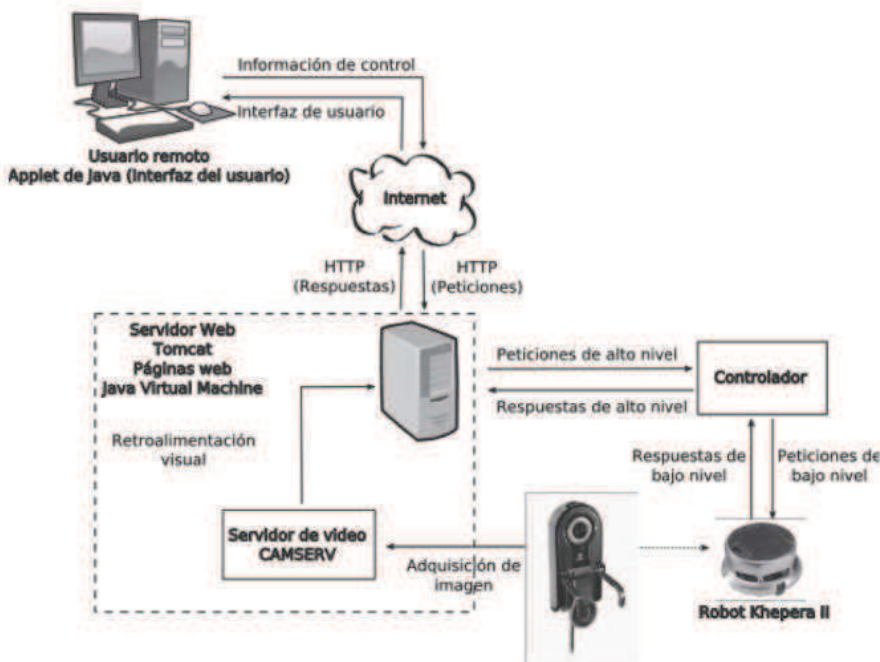 Información de control
Interfaz de usuario
Usuario remoto
Applet de Java (Interfaz del usuario)
Internet
HTTP
(Respuestas)
HTTP
(Peticiones)
Servidor Web
Tomcat
Páginas web
Java Virtual Machine
Peticiones de alto nivel
Respuestas de alto nivel
Controlador
Retroalimentación
visual
Respuestas de
bajo nivel
Peticiones de
bajo nivel
Servidor de video
CAMSERV
Adquisición de
imagen
Robot Khepera II